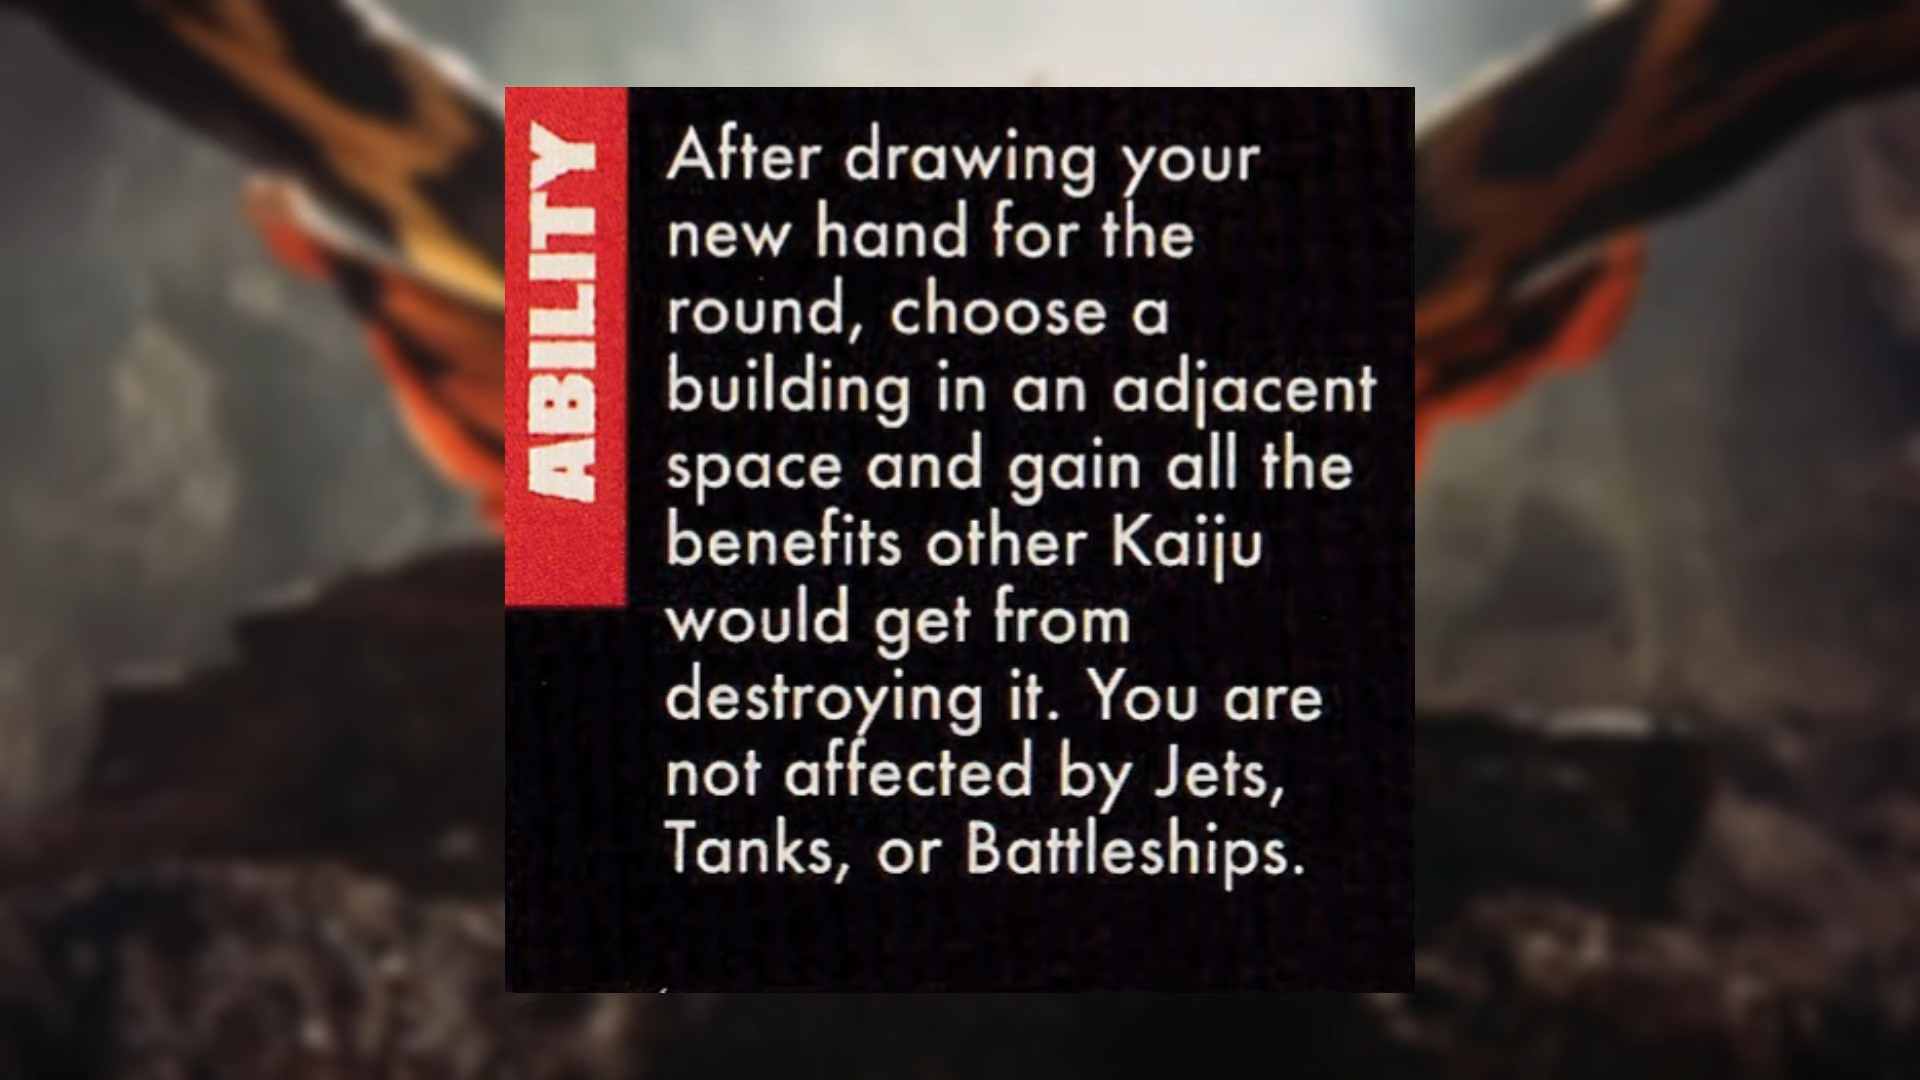 ABILITY
After drawing your
new hand for the
round, choose a
building in an adjacent
space and gain all the
benefits other Kaiju
would get from
destroying it. You are
not affected by Jets,
Tanks, or Battleships.